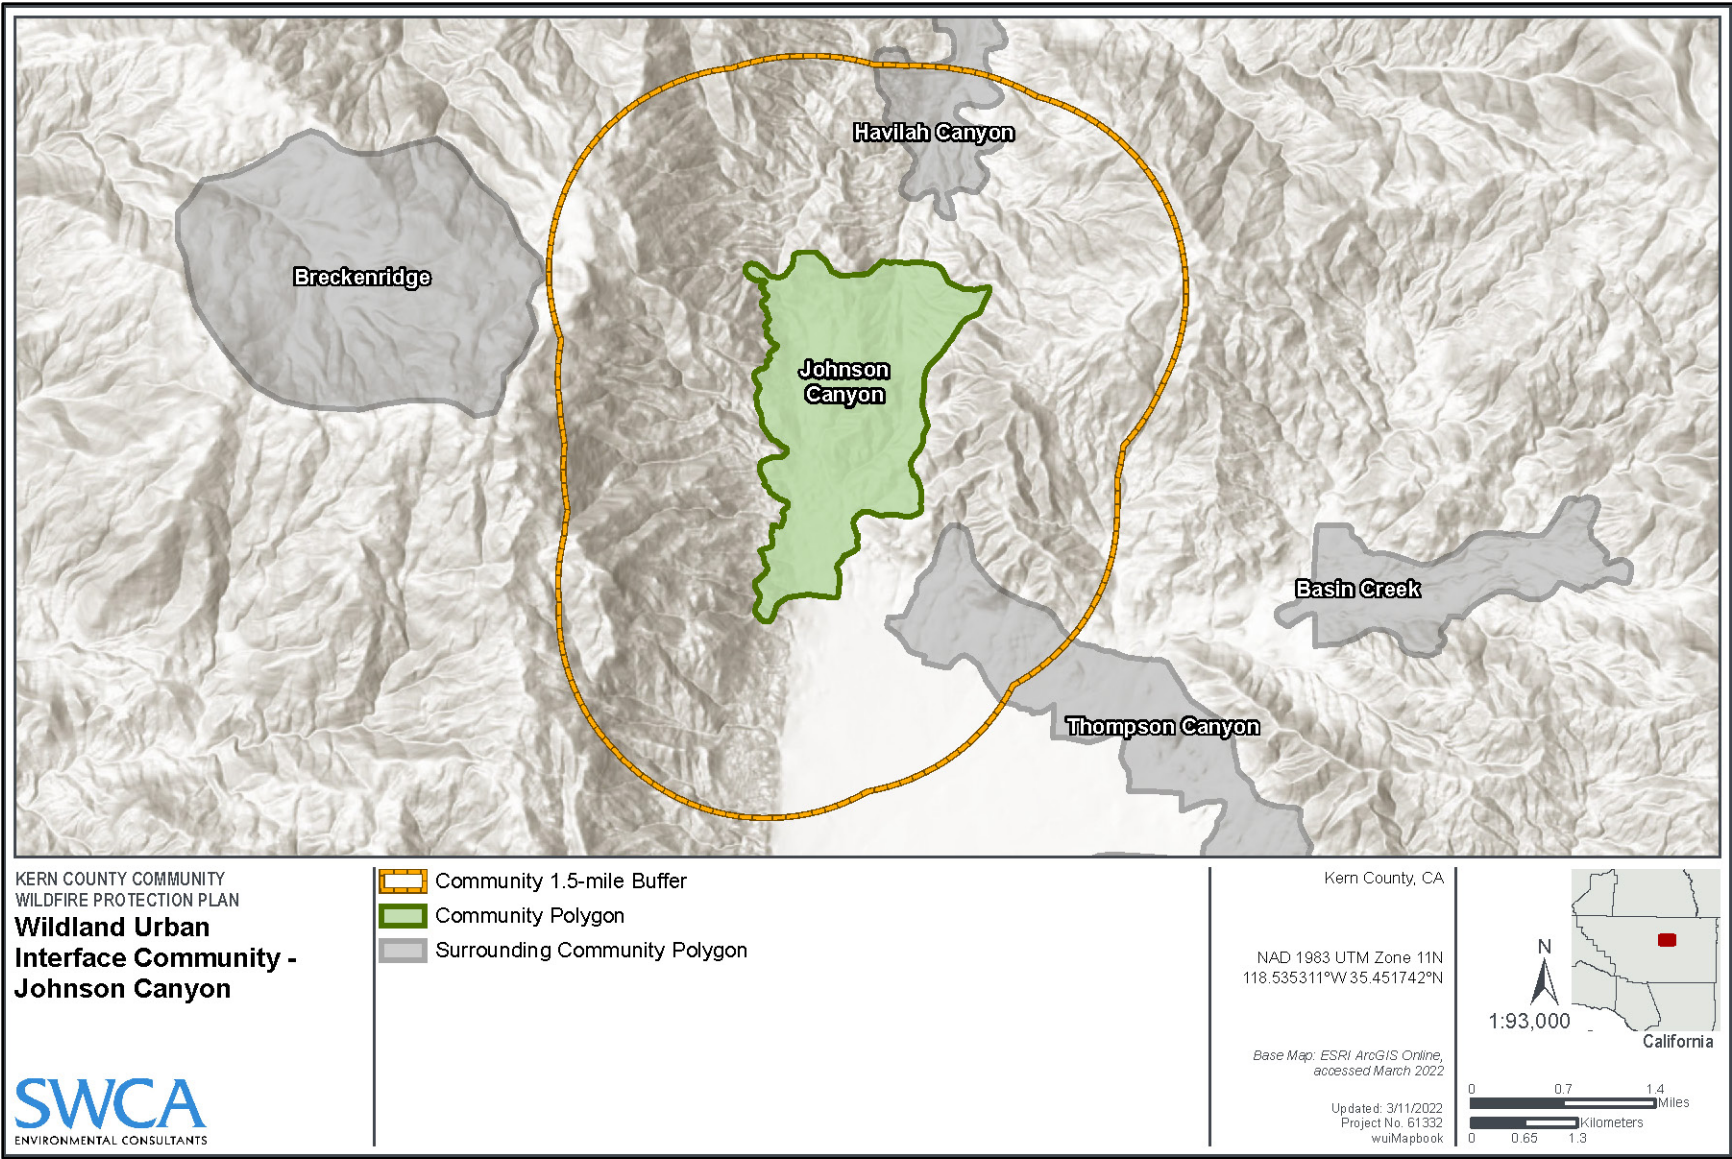 Havilah Canyon
Breckenridge
Johnson
Canyon
Basin Creek
Thompson Canyon
KERN COUNTY COMMUNITY
WILDFIRE PROTECTION PLAN
Wildland Urban
Interface Community -
Johnson Canyon
SWCA
ENVIRONMENTAL CONSULTANTS
Community 1.5-mile Buffer
Community Polygon
Surrounding Community Polygon
Kern County, CA
NAD 1983 UTM Zone 11N
118.535311°W 35.451742°N
Base Map: ESRI ArcGIS Online,
accessed March 2022
Updated: 3/11/2022
Project No. 61332
wuiMapbook
N
1:93,000
California
0 0.7 1.4
Miles
Kilometers
0 0.65 1.3